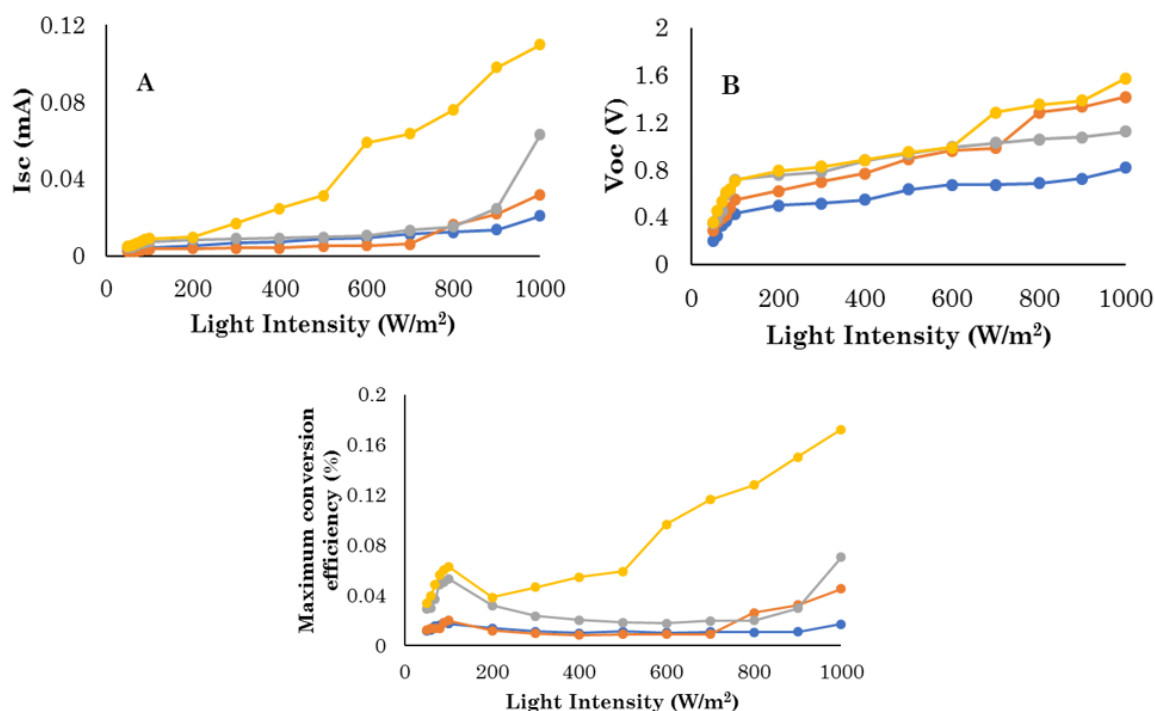 0.12
0.08
0.04
0
Isc (mA)
A
0 200 400 600 800 1000
Light Intensity (W/m²)
2
1.6
1.2
0.8
0.4
0
Voc (V)
B
0 200 400 600 800 1000
Light Intensity (W/m²)
0.2
0.16
0.12
0.08
0.04
0
Maximum conversion
efficiency (%)
0 200 400 600 800 1000
Light Intensity (W/m²)